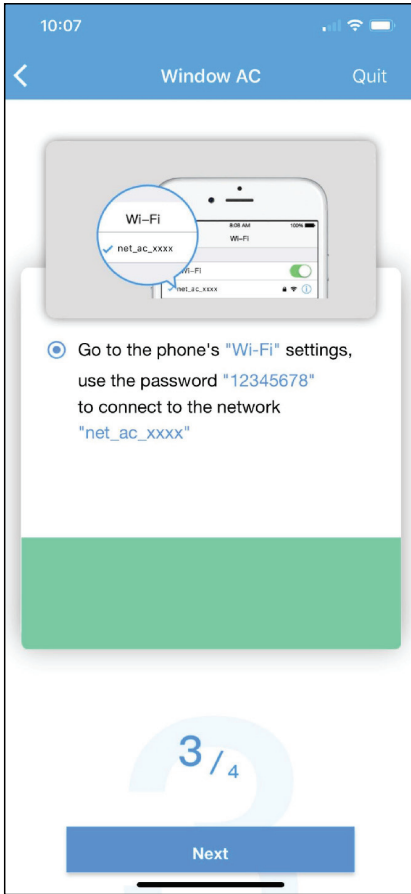 10:07
Window AC
Quit
Wi-Fi
net_ac_xxxx
8:08 AM
100%
Wi-Fi
Wi-Fi
net_ac_xxxx
Go to the phone's "Wi-Fi" settings,
use the password "12345678"
to connect to the network
"net_ac_xxxx"
3/4
Next